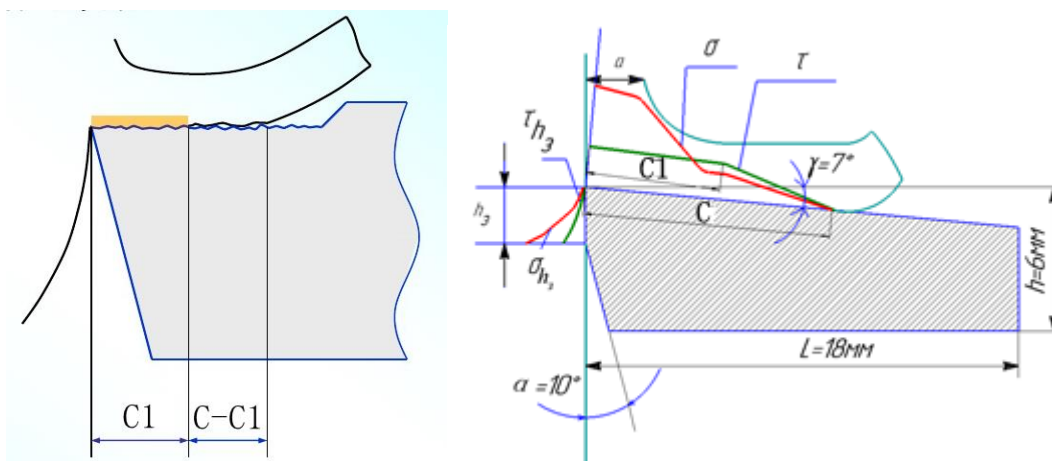 C1
C-C1
a
σ
τ
τhз
C1
γ=7°
hз
C
σhз
h=6мм
L=18мм
α=10°